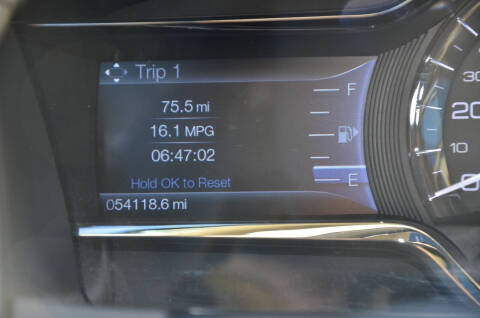 Trip 1
F
75.5 mi
16.1 MPG
06:47:02
Hold OK to Reset
E
054118.6 mi
30
20
10
0